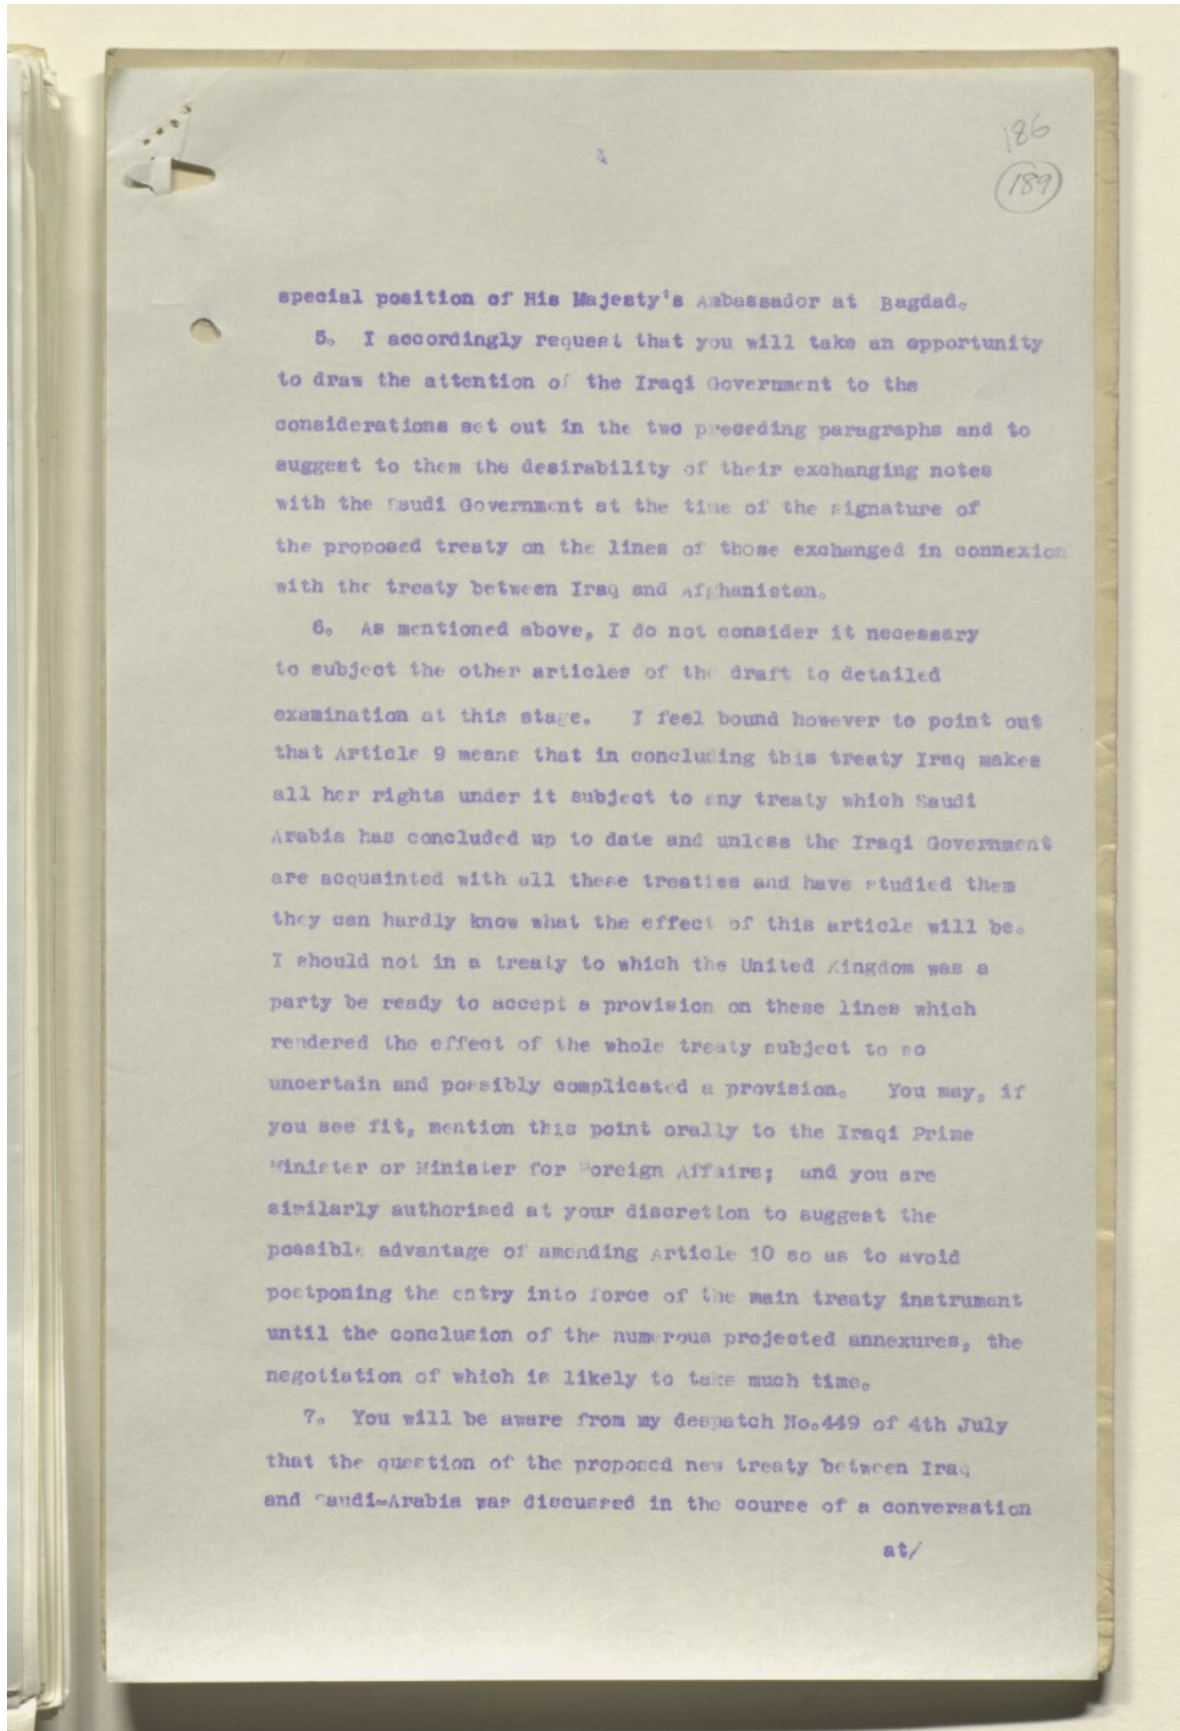 186
189
4
special position of His Majesty's Ambassador at Bagdad.
5. I accordingly request that you will take an opportunity
to draw the attention of the Iraqi Government to the
considerations set out in the two preceding paragraphs and to
suggest to them the desirability of their exchanging notes
with the Saudi Government at the time of the signature of
the proposed treaty on the lines of those exchanged in connexion
with the treaty between Iraq and Afghanistan.
6. As mentioned above, I do not consider it necessary
to subject the other articles of the draft to detailed
examination at this stage. I feel bound however to point out
that Article 9 means that in concluding this treaty Iraq makes
all her rights under it subject to any treaty which Saudi
Arabia has concluded up to date and unless the Iraqi Government
are acquainted with all these treaties and have studied them
they can hardly know what the effect of this article will be.
I should not in a treaty to which the United Kingdom was a
party be ready to accept a provision on these lines which
rendered the effect of the whole treaty subject to so
uncertain and possibly complicated a provision. You may, if
you see fit, mention this point orally to the Iraqi Prime
Minister or Minister for Foreign Affairs; and you are
similarly authorised at your discretion to suggest the
possible advantage of amending Article 10 so as to avoid
postponing the entry into force of the main treaty instrument
until the conclusion of the numerous projected annexures, the
negotiation of which is likely to take much time.
7. You will be aware from my despatch No.449 of 4th July
that the question of the proposed new treaty between Iraq
and Saudi-Arabia was discussed in the course of a conversation
at/